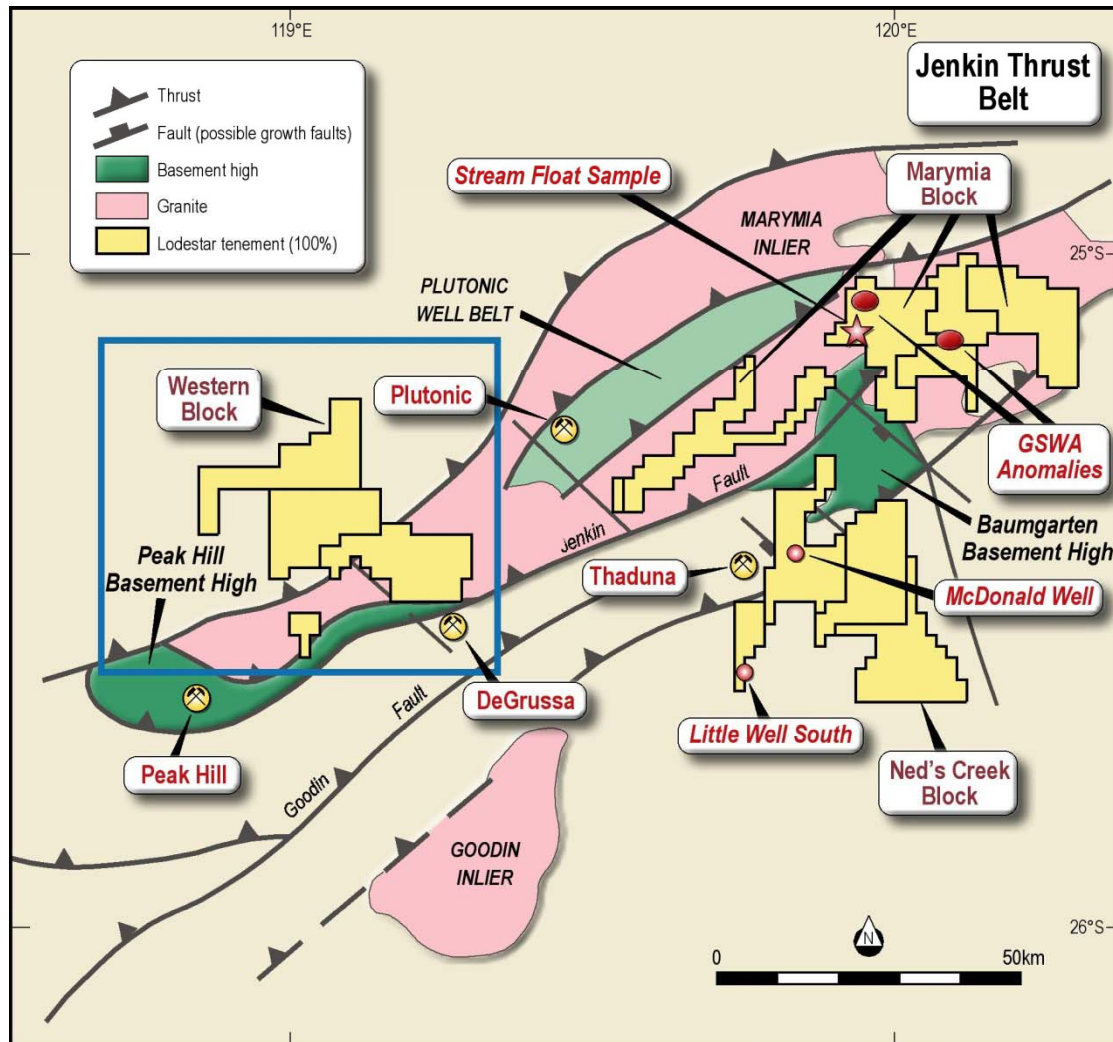 119°E
120°E
Jenkin Thrust
Belt
Thrust
Fault (possible growth faults)
Basement high
Granite
Lodestar tenement (100%)
Stream Float Sample
Marymia
Block
MARYMIA
INLIER
25°S
PLUTONIC
WELL BELT
Western
Block
Plutonic
GSWA
Anomalies
Fault
Jenkin
Baumgarten
Basement High
Peak Hill
Basement High
Thaduna
McDonald Well
DeGrussa
Fault
Little Well South
Peak Hill
Ned's Creek
Block
Goodin
GOODIN
INLIER
26°S
N
0
50km